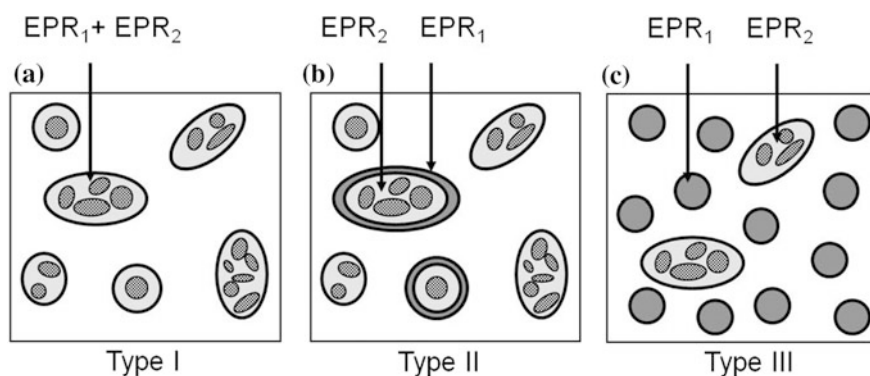 EPR₁+ EPR₂
(a)
Type I
EPR₂ EPR₁
(b)
Type II
EPR₁ EPR₂
(c)
Type III